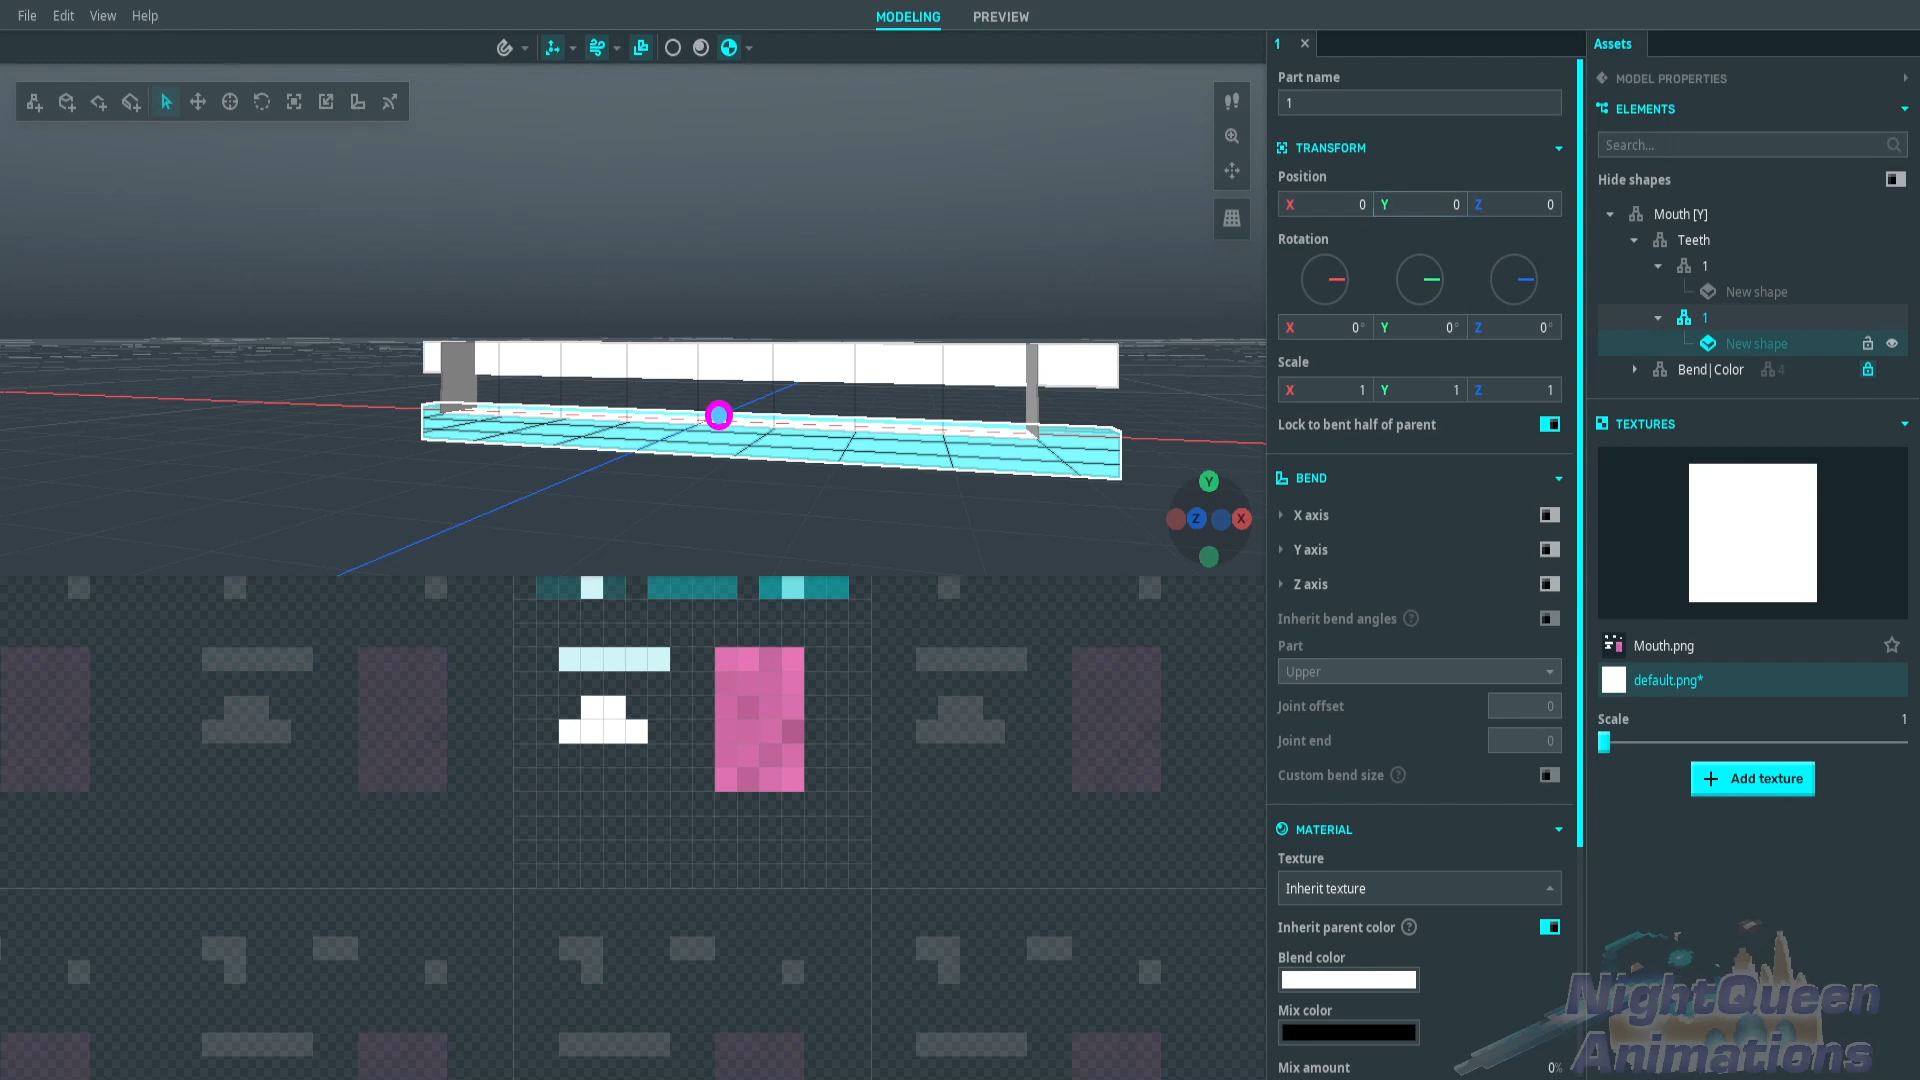 File Edit View Help
MODELING PREVIEW
1
Assets
Part name
1
TRANSFORM
Position
X 0 Y 0 Z 0
Rotation
X 0° Y 0° Z 0°
Scale
X 1 Y 1 Z 1
Lock to bent half of parent
BEND
X axis
Y axis
Z axis
Inherit bend angles
Part
Upper
Joint offset 0
Joint end 0
Custom bend size
MATERIAL
Texture
Inherit texture
Inherit parent color
Blend color
Mix color
Mix amount 0%
MODEL PROPERTIES
ELEMENTS
Search...
Hide shapes
Mouth [Y]
Teeth
1
New shape
1
New shape
Bend|Color 4
TEXTURES
Mouth.png
default.png*
Scale 1
+ Add texture
Y
Z X
NightQueen
Animations